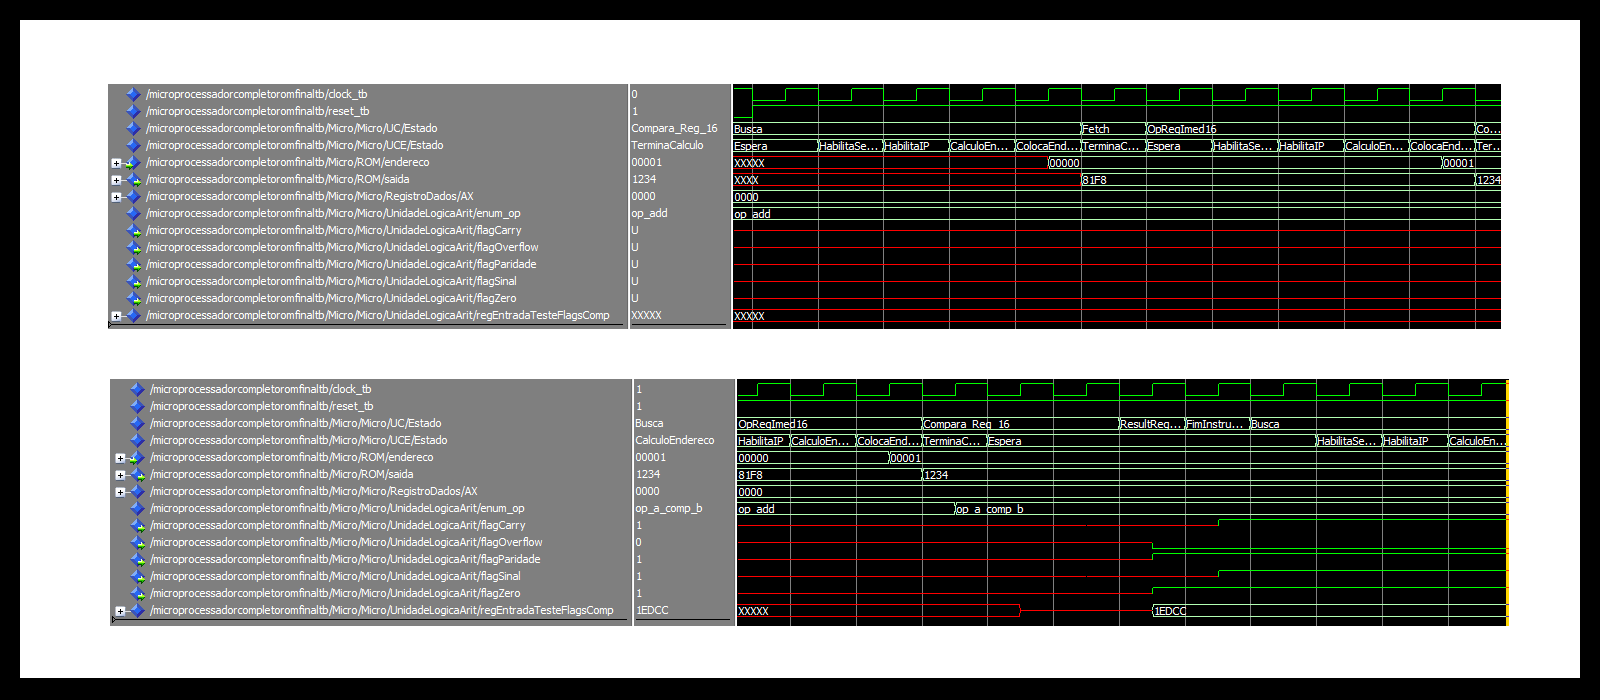 /microprocessadorcompletoromfinaltb/clock_tb 0
/microprocessadorcompletoromfinaltb/reset_tb 1
/microprocessadorcompletoromfinaltb/Micro/Micro/UC/Estado Compara_Reg_16 Busca Fetch OpRegImed16 Co...
/microprocessadorcompletoromfinaltb/Micro/Micro/UCE/Estado TerminaCalculo Espera HabilitaSe... HabilitaIP CalculoEn... ColocaEnd... TerminaC... Espera HabilitaSe... HabilitaIP CalculoEn... ColocaEnd... Ter...
/microprocessadorcompletoromfinaltb/Micro/ROM/endereco 00001 XXXXX 00000 00001
/microprocessadorcompletoromfinaltb/Micro/ROM/saida 1234 XXXX 81F8 1234
/microprocessadorcompletoromfinaltb/Micro/Micro/RegistroDados/AX 0000 0000
/microprocessadorcompletoromfinaltb/Micro/Micro/UnidadeLogicaArit/enum_op op_add op_add
/microprocessadorcompletoromfinaltb/Micro/Micro/UnidadeLogicaArit/flagCarry U
/microprocessadorcompletoromfinaltb/Micro/Micro/UnidadeLogicaArit/flagOverflow U
/microprocessadorcompletoromfinaltb/Micro/Micro/UnidadeLogicaArit/flagParidade U
/microprocessadorcompletoromfinaltb/Micro/Micro/UnidadeLogicaArit/flagSinal U
/microprocessadorcompletoromfinaltb/Micro/Micro/UnidadeLogicaArit/flagZero U
/microprocessadorcompletoromfinaltb/Micro/Micro/UnidadeLogicaArit/regEntradaTesteFlagsComp XXXXX XXXXX
/microprocessadorcompletoromfinaltb/clock_tb 1
/microprocessadorcompletoromfinaltb/reset_tb 1
/microprocessadorcompletoromfinaltb/Micro/Micro/UC/Estado Busca OpRegImed16 Compara_Reg_16 ResultReg... FimInstru... Busca
/microprocessadorcompletoromfinaltb/Micro/Micro/UCE/Estado CalculoEndereco HabilitaIP CalculoEn... ColocaEnd... TerminaC... Espera HabilitaSe... HabilitaIP CalculoEn...
/microprocessadorcompletoromfinaltb/Micro/ROM/endereco 00001 00000 00001
/microprocessadorcompletoromfinaltb/Micro/ROM/saida 1234 81F8 1234
/microprocessadorcompletoromfinaltb/Micro/Micro/RegistroDados/AX 0000 0000
/microprocessadorcompletoromfinaltb/Micro/Micro/UnidadeLogicaArit/enum_op op_a_comp_b op_add op_a_comp_b
/microprocessadorcompletoromfinaltb/Micro/Micro/UnidadeLogicaArit/flagCarry 1
/microprocessadorcompletoromfinaltb/Micro/Micro/UnidadeLogicaArit/flagOverflow 0
/microprocessadorcompletoromfinaltb/Micro/Micro/UnidadeLogicaArit/flagParidade 1
/microprocessadorcompletoromfinaltb/Micro/Micro/UnidadeLogicaArit/flagSinal 1
/microprocessadorcompletoromfinaltb/Micro/Micro/UnidadeLogicaArit/flagZero 1
/microprocessadorcompletoromfinaltb/Micro/Micro/UnidadeLogicaArit/regEntradaTesteFlagsComp 1EDCC XXXXX 1EDCC